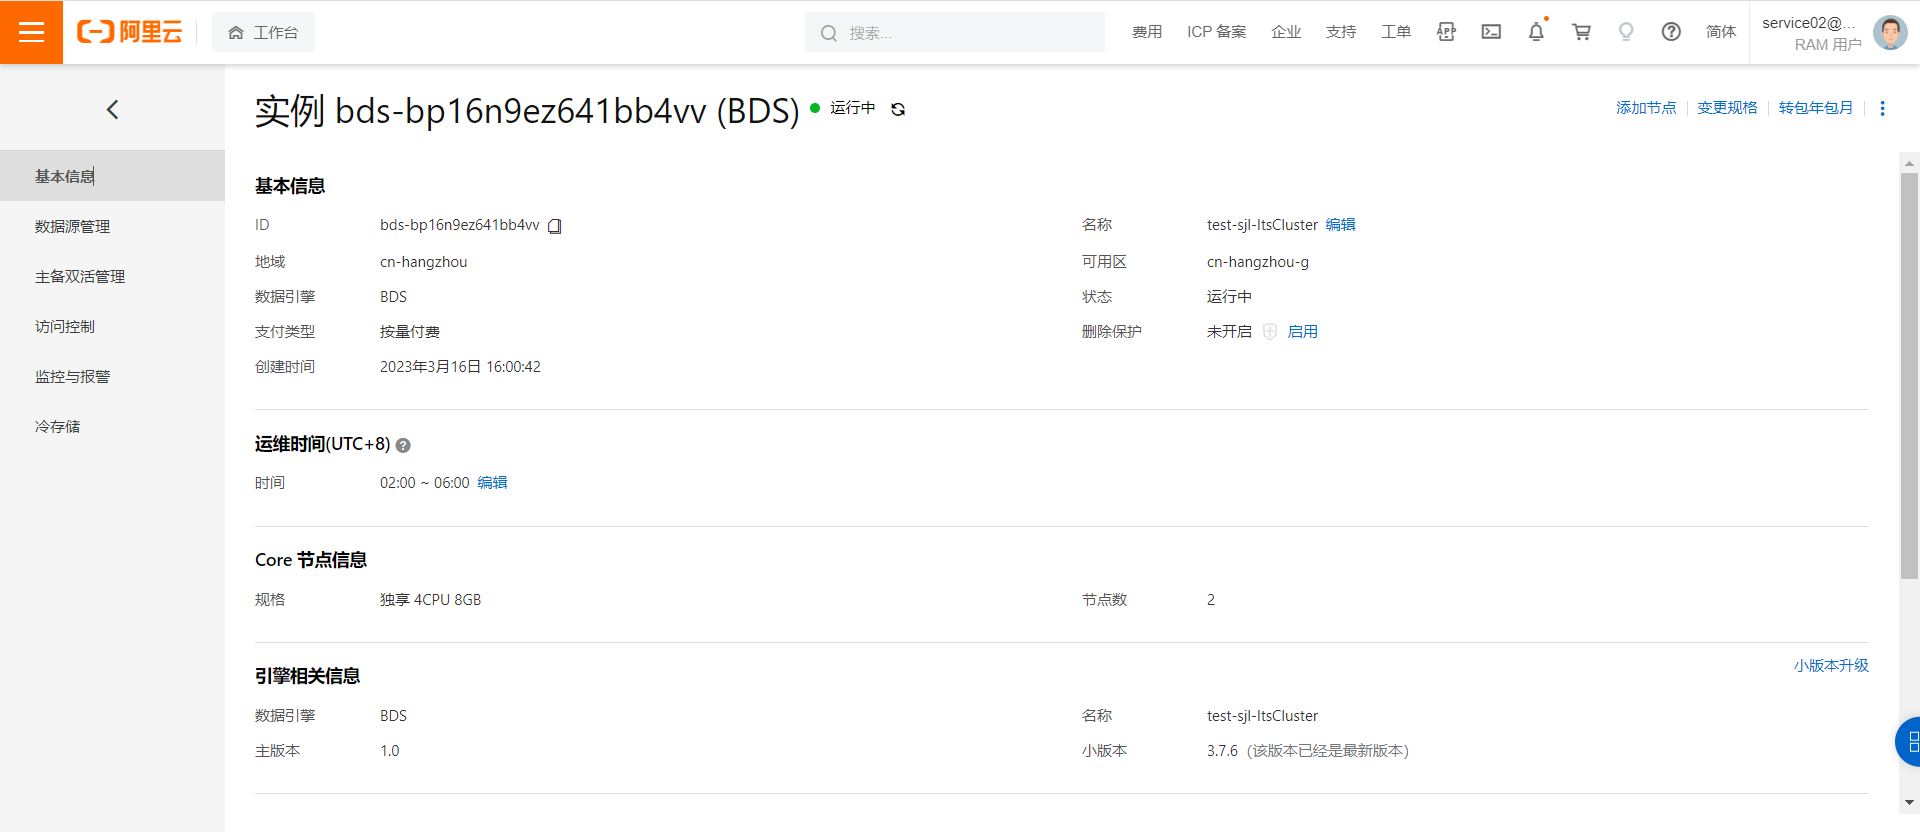 阿里云 工作台 搜索... 费用 ICP 备案 企业 支持 工单 简体 service02@...
RAM 用户
实例 bds-bp16n9ez641bb4vv (BDS) 运行中 添加节点 变更规格 转包年包月
基本信息
数据源管理
主备双活管理
访问控制
监控与报警
冷存储
基本信息
ID bds-bp16n9ez641bb4vv 名称 test-sjl-ltsCluster 编辑
地域 cn-hangzhou 可用区 cn-hangzhou-g
数据引擎 BDS 状态 运行中
支付类型 按量付费 删除保护 未开启 启用
创建时间 2023年3月16日 16:00:42
运维时间(UTC+8)
时间 02:00 ~ 06:00 编辑
Core 节点信息
规格 独享 4CPU 8GB 节点数 2
引擎相关信息 小版本升级
数据引擎 BDS 名称 test-sjl-ltsCluster
主版本 1.0 小版本 3.7.6 (该版本已经是最新版本)